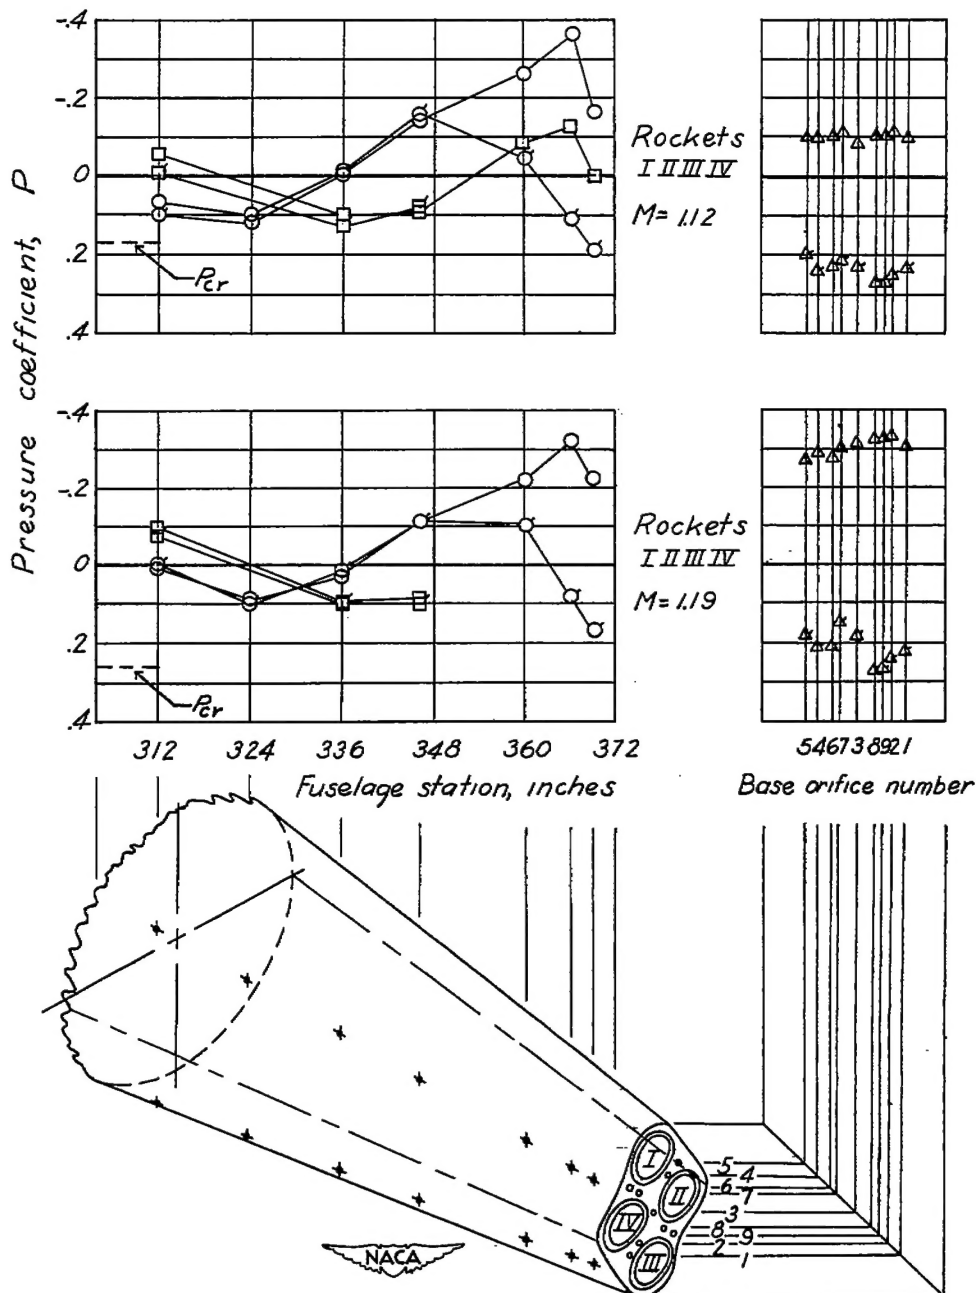 Pressure coefficient, P
-.4
-.2
0
.2
.4
Pcr
Rockets
I II III IV
M= 1.12
-.4
-.2
0
.2
.4
Pcr
Rockets
I II III IV
M= 1.19
312 324 336 348 360 372
Fuselage station, inches
546738921
Base orifice number
I
II
IV
III
5
4
6
7
3
8
9
2
1
NACA